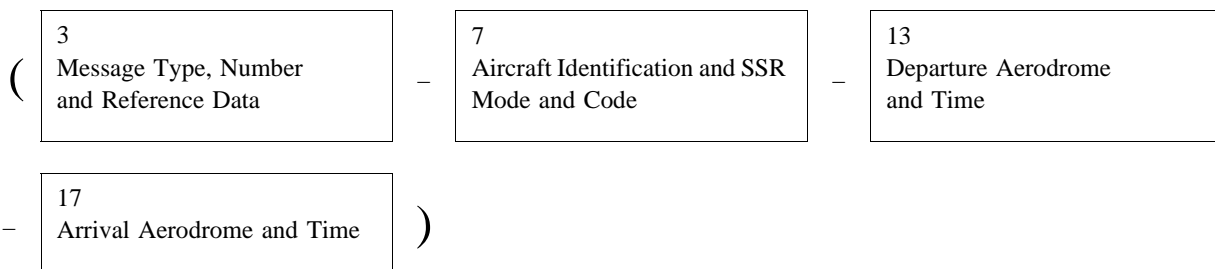 3
Message Type, Number
and Reference Data
7
Aircraft Identification and SSR
Mode and Code
13
Departure Aerodrome
and Time
(
–
–
–
17
Arrival Aerodrome and Time
)